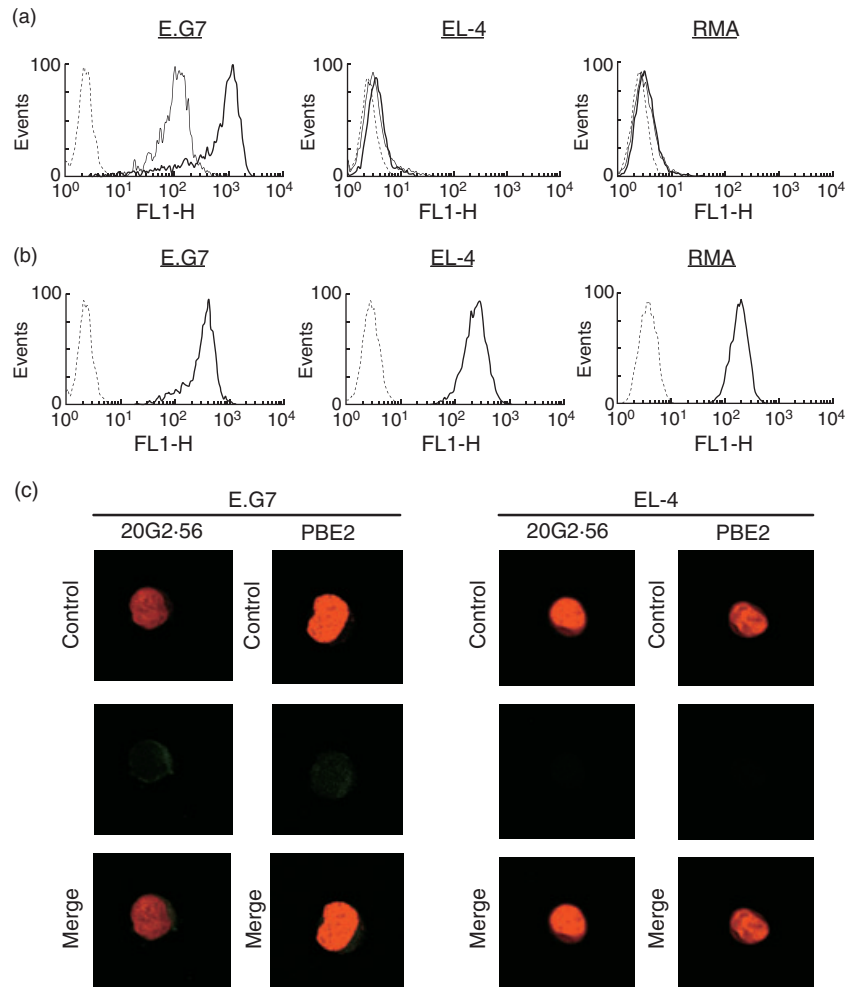 (a)
E.G7 EL-4 RMA
100 100 100
Events Events Events
0 0 0
10⁰ 10¹ 10² 10³ 10⁴ 10⁰ 10¹ 10² 10³ 10⁴ 10⁰ 10¹ 10² 10³ 10⁴
FL1-H FL1-H FL1-H
(b)
E.G7 EL-4 RMA
100 100 100
Events Events Events
0 0 0
10⁰ 10¹ 10² 10³ 10⁴ 10⁰ 10¹ 10² 10³ 10⁴ 10⁰ 10¹ 10² 10³ 10⁴
FL1-H FL1-H FL1-H
(c)
E.G7 EL-4
20G2·56 PBE2 20G2·56 PBE2
Control Control Control Control
Merge Merge Merge Merge